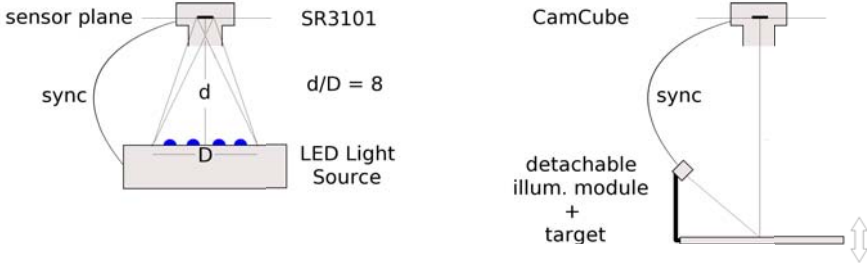 sensor plane
SR3101
sync
d
d/D = 8
D
LED Light
Source
CamCube
sync
detachable
illum. module
+
target